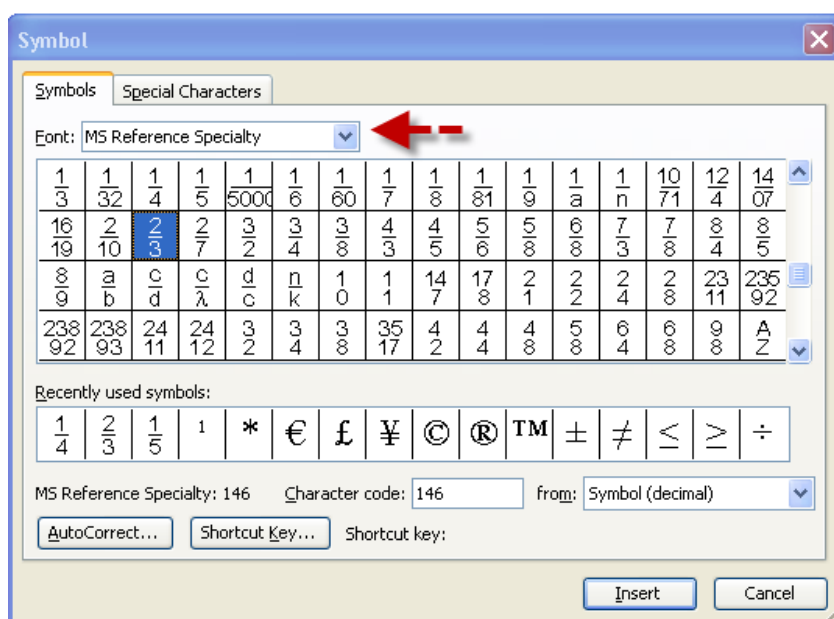 Symbol
Symbols Special Characters
Font: MS Reference Specialty
1/3 1/32 1/4 1/5 1/5000 1/6 1/60 1/7 1/8 1/81 1/9 1/a 1/n 10/71 12/4 14/07
16/19 2/10 2/3 2/7 3/2 3/4 3/8 4/3 4/5 5/6 5/8 6/8 7/3 7/8 8/4 8/5
8/9 a/b c/d c/λ d/c n/k 1/0 1/1 14/7 17/8 2/1 2/2 2/4 2/8 23/11 235/92
238/92 238/93 24/11 24/12 3/2 3/4 3/8 35/17 4/2 4/4 4/8 5/8 6/4 6/8 9/8 A/Z
Recently used symbols:
1/4 2/3 1/5 ¹ * € £ ¥ © ® ™ ± ≠ ≤ ≥ ÷
MS Reference Specialty: 146 Character code: 146 from: Symbol (decimal)
AutoCorrect... Shortcut Key... Shortcut key:
Insert Cancel